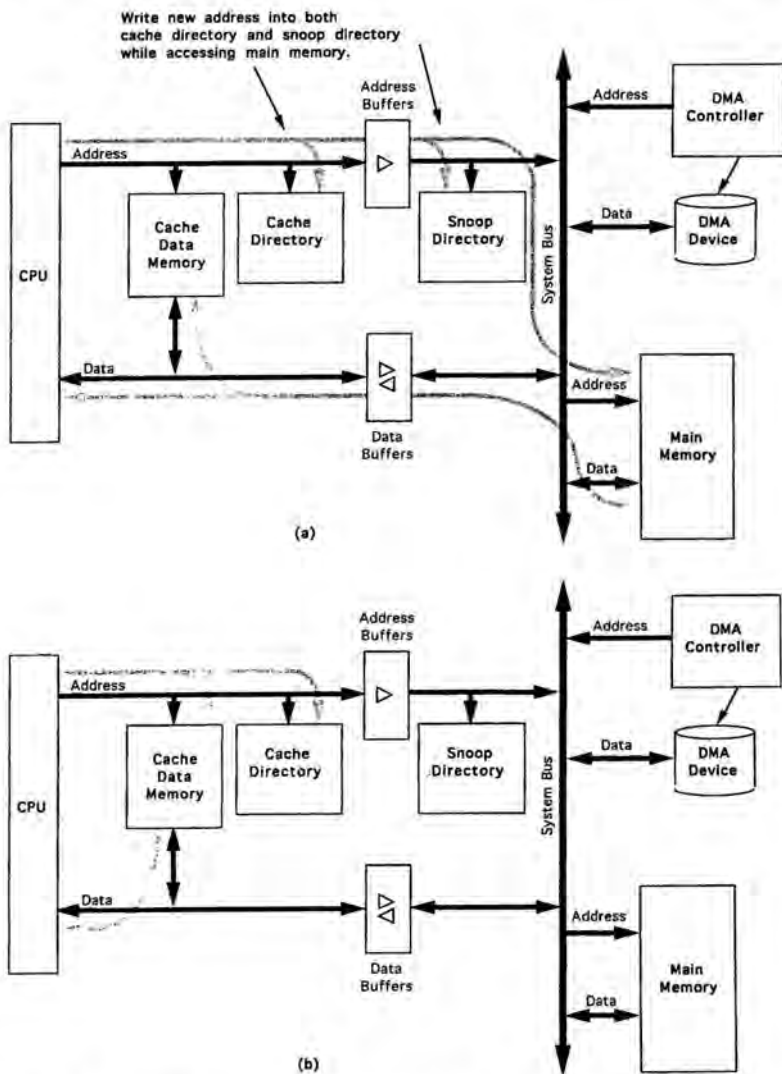 Write new address into both
cache directory and snoop directory
while accessing main memory.
Address
Buffers
Address
DMA
Controller
Address
Cache
Data
Memory
Cache
Directory
Snoop
Directory
Data
DMA
Device
CPU
System Bus
Data
Address
Main
Memory
Data
Buffers
Data
(a)
Address
Buffers
Address
DMA
Controller
Address
Cache
Data
Memory
Cache
Directory
Snoop
Directory
Data
DMA
Device
CPU
System Bus
Data
Address
Main
Memory
Data
Buffers
Data
(b)